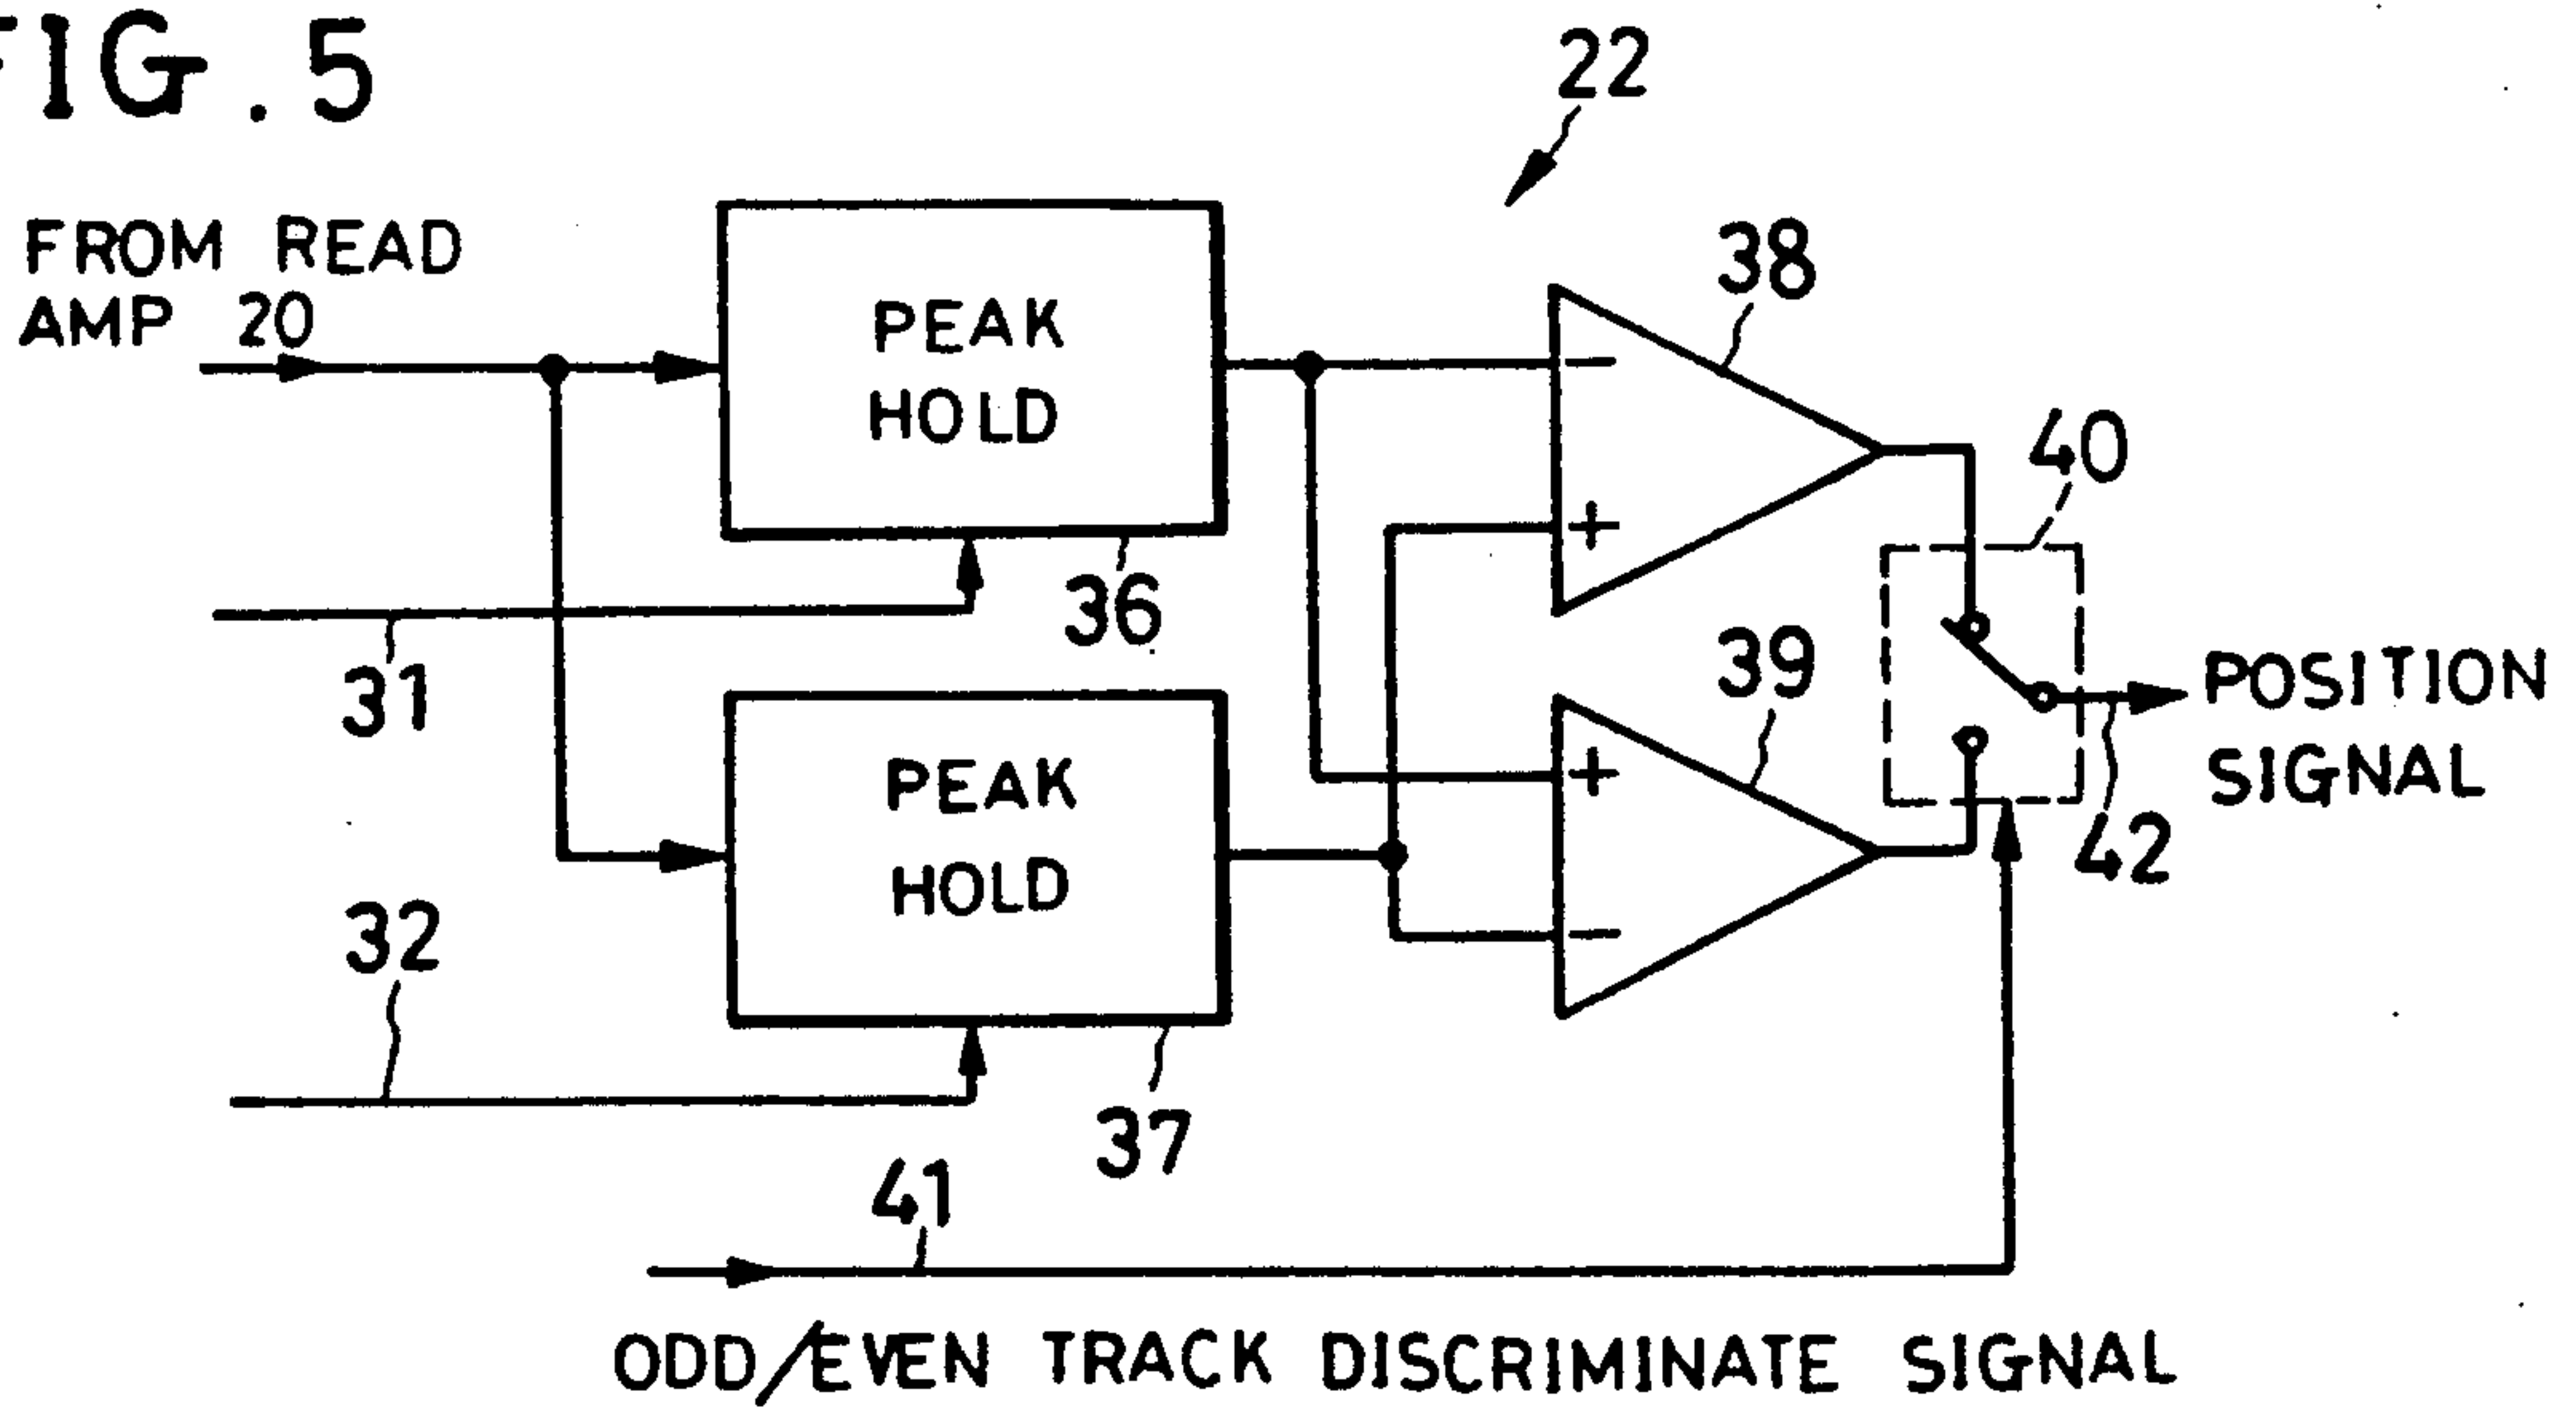 FIG. 5
22
FROM READ
AMP 20
38
PEAK
HOLD
−
+
40
36
31
39
POSITION
SIGNAL
PEAK
HOLD
+
−
42
32
37
41
ODD/EVEN TRACK DISCRIMINATE SIGNAL